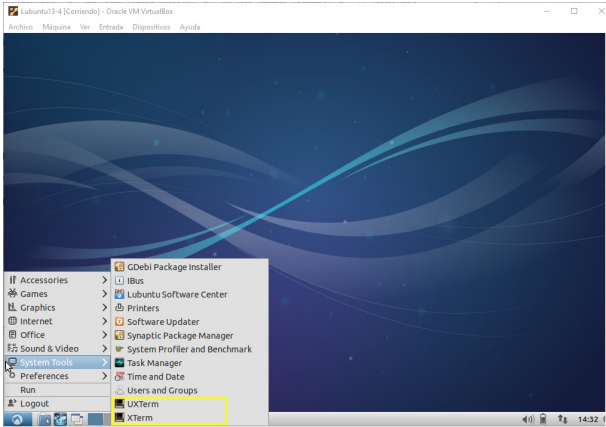 Lubuntu13-4 [Corriendo] - Oracle VM VirtualBox
Archivo Máquina Ver Entrada Dispositivos Ayuda
GDebi Package Installer
IBus
Lubuntu Software Center
Printers
Software Updater
Synaptic Package Manager
System Profiler and Benchmark
Task Manager
Time and Date
Users and Groups
UXTerm
XTerm
Accessories
Games
Graphics
Internet
Office
Sound & Video
System Tools
Preferences
Run
Logout
14:32